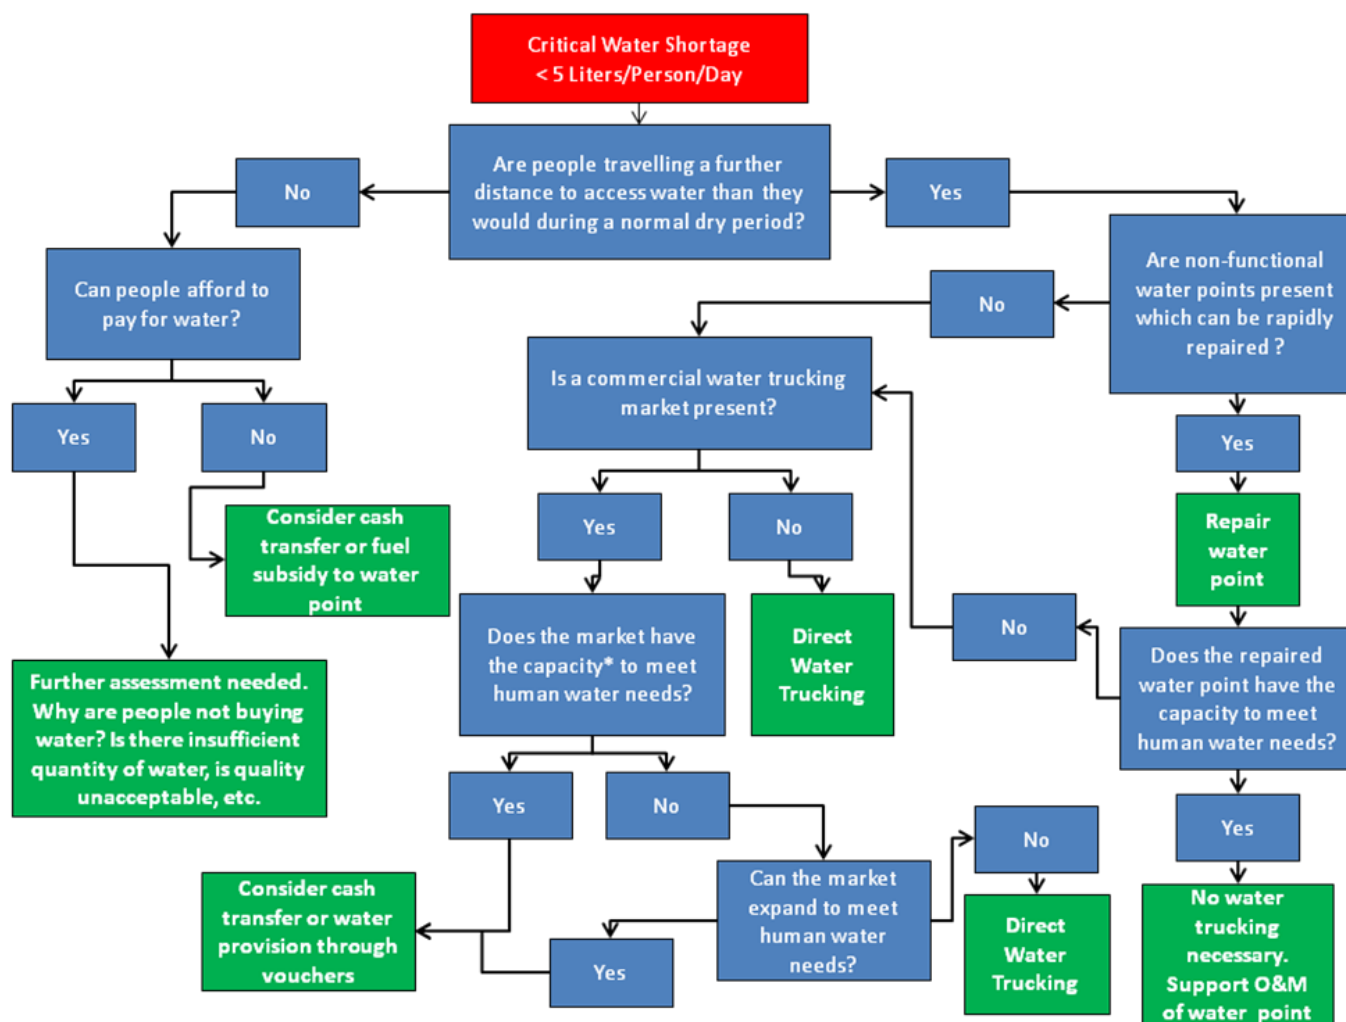 Critical Water Shortage
< 5 Liters/Person/Day
Are people travelling a further
distance to access water than they
would during a normal dry period?
No
Yes
Can people afford to
pay for water?
Are non-functional
water points present
which can be rapidly
repaired ?
No
Is a commercial water trucking
market present?
Yes
No
Yes
Consider cash
transfer or fuel
subsidy to water
point
Yes
No
Repair
water
point
Does the market have
the capacity* to meet
human water needs?
Direct
Water
Trucking
No
Does the repaired
water point have the
capacity to meet
human water needs?
Further assessment needed.
Why are people not buying
water? Is there insufficient
quantity of water, is quality
unacceptable, etc.
Yes
No
Yes
No
Can the market
expand to meet
human water
needs?
Consider cash
transfer or water
provision through
vouchers
Yes
Direct
Water
Trucking
No water
trucking
necessary.
Support O&M
of water point